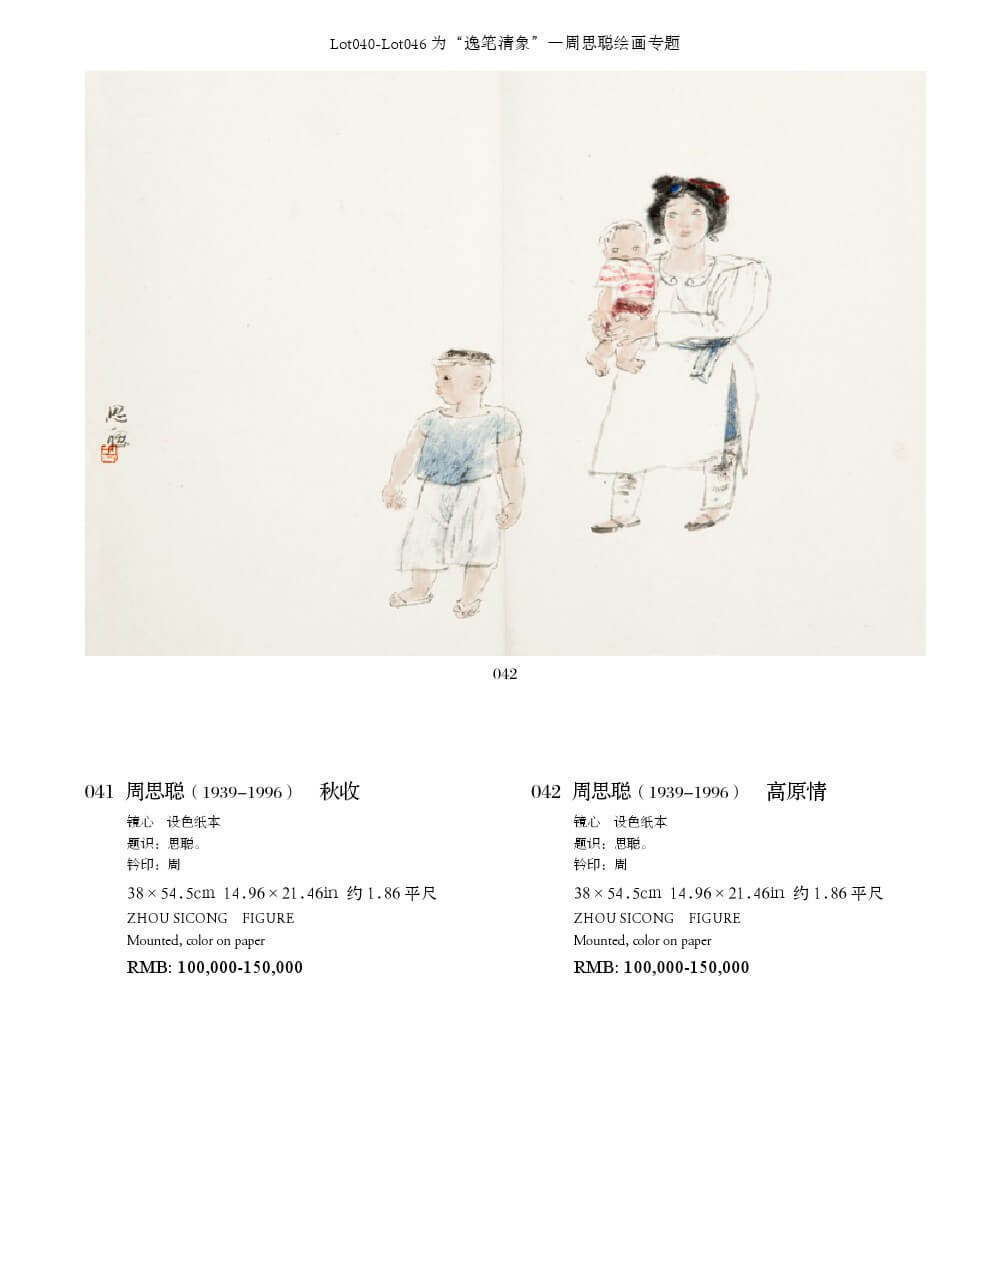 Lot040-Lot046 为“逸笔清象”—周思聪绘画专题
思聪
周
042
041 周思聪（1939–1996） 秋收
镜心 设色纸本
题识：思聪。
钤印：周
38×54.5cm 14.96×21.46in 约1.86平尺
ZHOU SICONG FIGURE
Mounted, color on paper
RMB: 100,000-150,000
042 周思聪（1939–1996） 高原情
镜心 设色纸本
题识：思聪。
钤印：周
38×54.5cm 14.96×21.46in 约1.86平尺
ZHOU SICONG FIGURE
Mounted, color on paper
RMB: 100,000-150,000